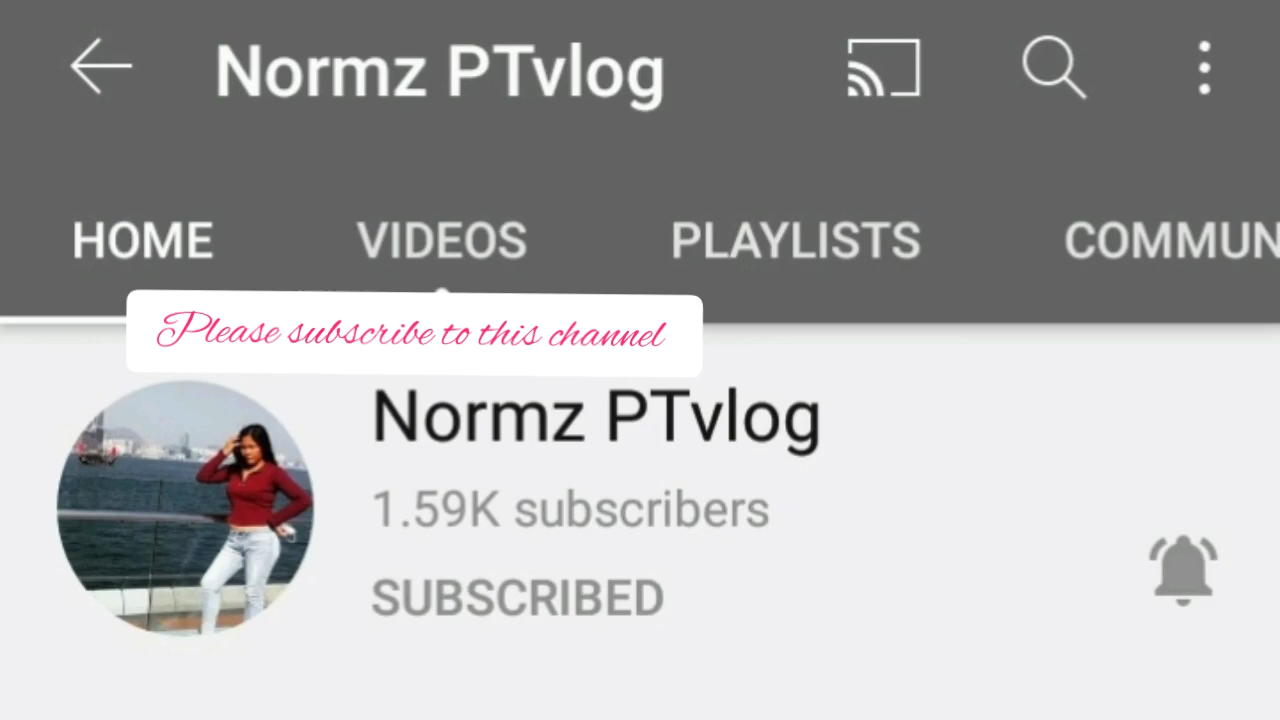 Normz PTvlog
HOME VIDEOS PLAYLISTS COMMUN
Please subscribe to this channel
Normz PTvlog
1.59K subscribers
SUBSCRIBED